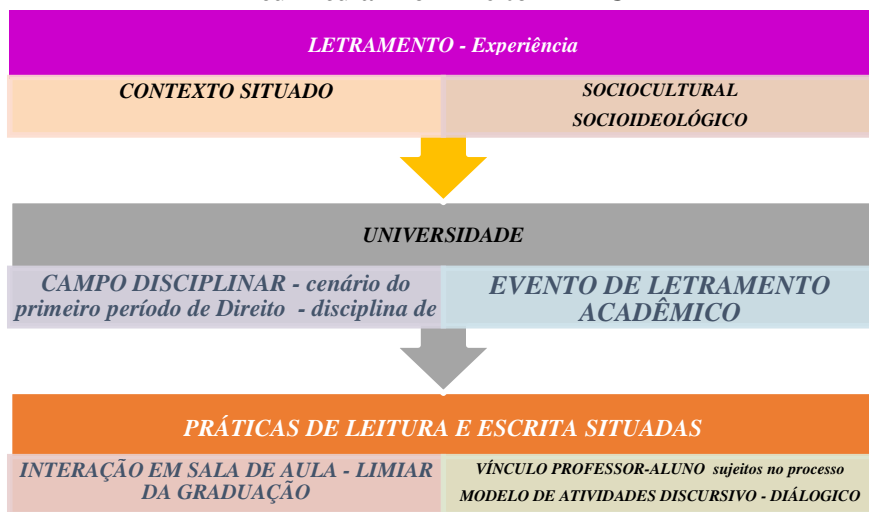 LETRAMENTO - Experiência
CONTEXTO SITUADO
SOCIOCULTURAL
SOCIOIDEOLÓGICO
UNIVERSIDADE
CAMPO DISCIPLINAR - cenário do
primeiro período de Direito - disciplina de
EVENTO DE LETRAMENTO
ACADÊMICO
PRÁTICAS DE LEITURA E ESCRITA SITUADAS
INTERAÇÃO EM SALA DE AULA - LIMIAR
DA GRADUAÇÃO
VÍNCULO PROFESSOR-ALUNO sujeitos no processo
MODELO DE ATIVIDADES DISCURSIVO - DIÁLOGICO